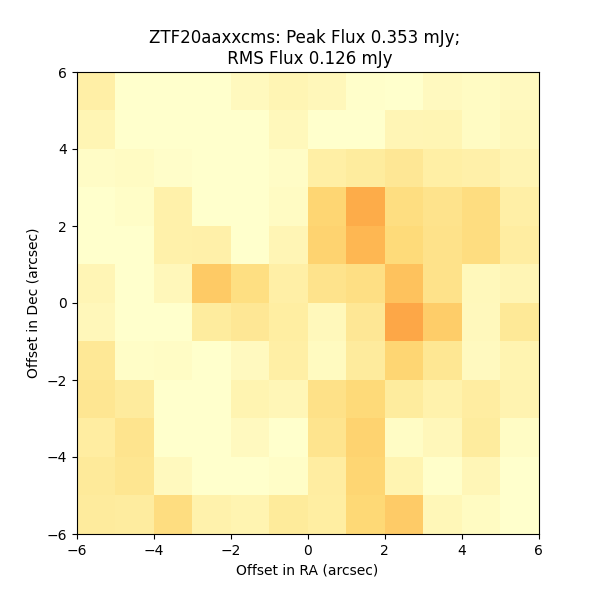 ZTF20aaxxcms: Peak Flux 0.353 mJy;
RMS Flux 0.126 mJy
6
4
2
0
−2
−4
−6
Offset in Dec (arcsec)
−6 −4 −2 0 2 4 6
Offset in RA (arcsec)